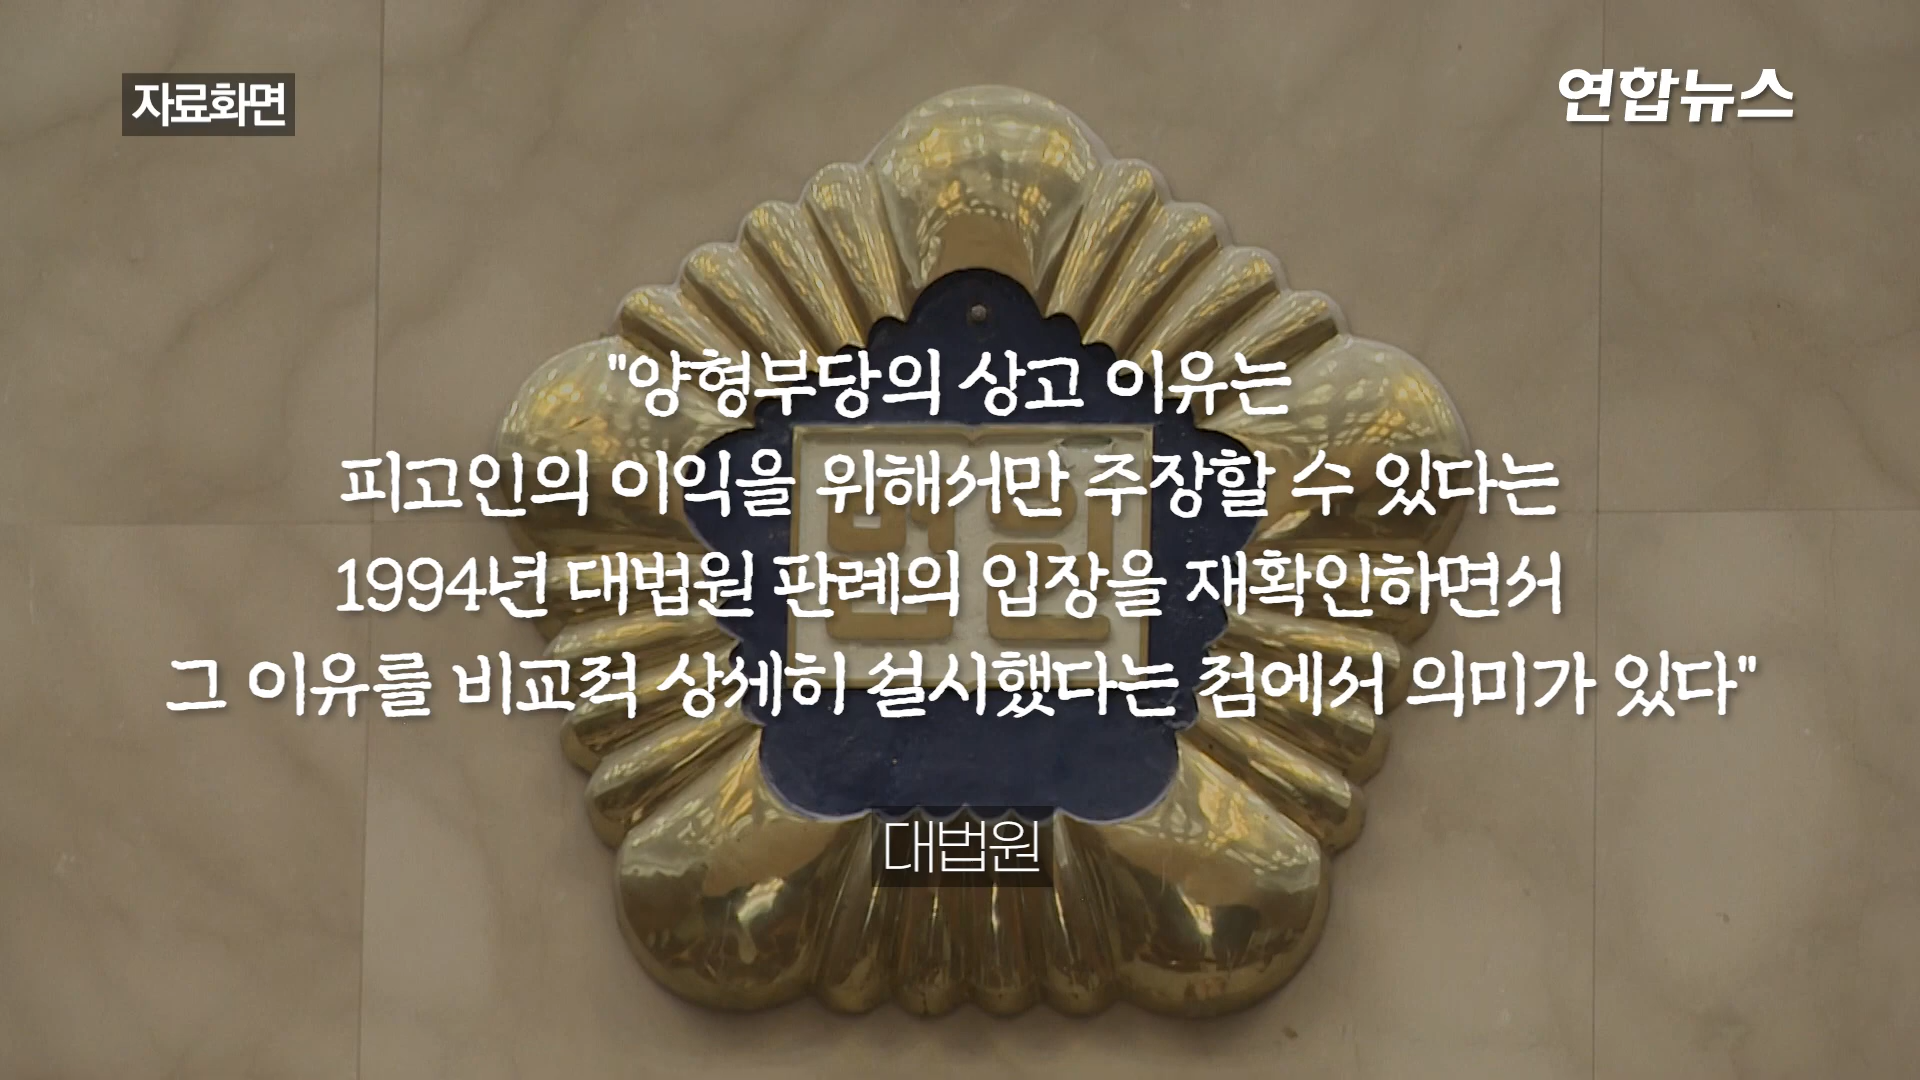 자료화면
연합뉴스
"양형부당의 상고 이유는
피고인의 이익을 위해서만 주장할 수 있다는
1994년 대법원 판례의 입장을 재확인하면서
그 이유를 비교적 상세히 설시했다는 점에서 의미가 있다"
법원
대법원